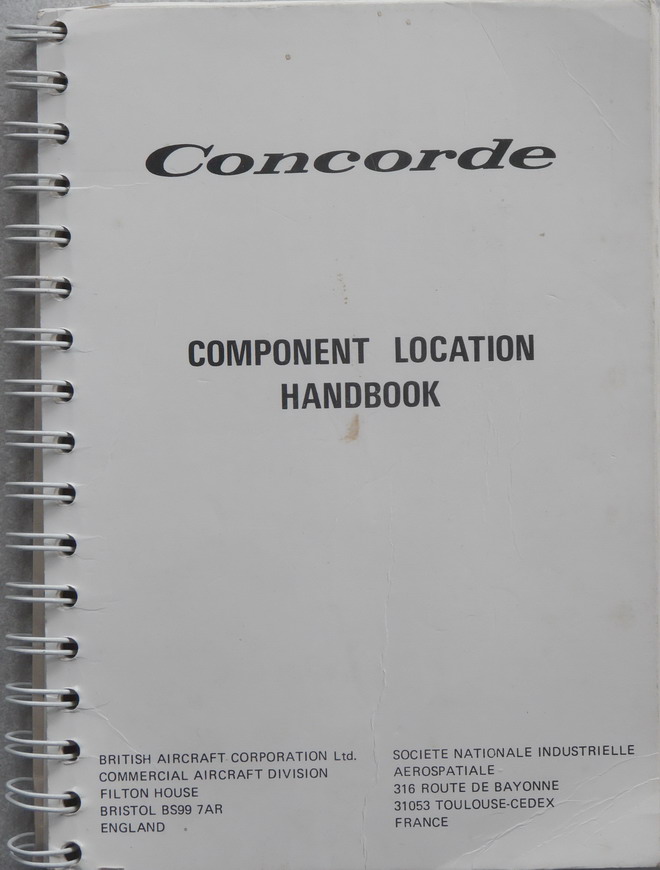 Concorde
COMPONENT LOCATION
HANDBOOK
BRITISH AIRCRAFT CORPORATION Ltd.
COMMERCIAL AIRCRAFT DIVISION
FILTON HOUSE
BRISTOL BS99 7AR
ENGLAND
SOCIETE NATIONALE INDUSTRIELLE
AEROSPATIALE
316 ROUTE DE BAYONNE
31053 TOULOUSE-CEDEX
FRANCE